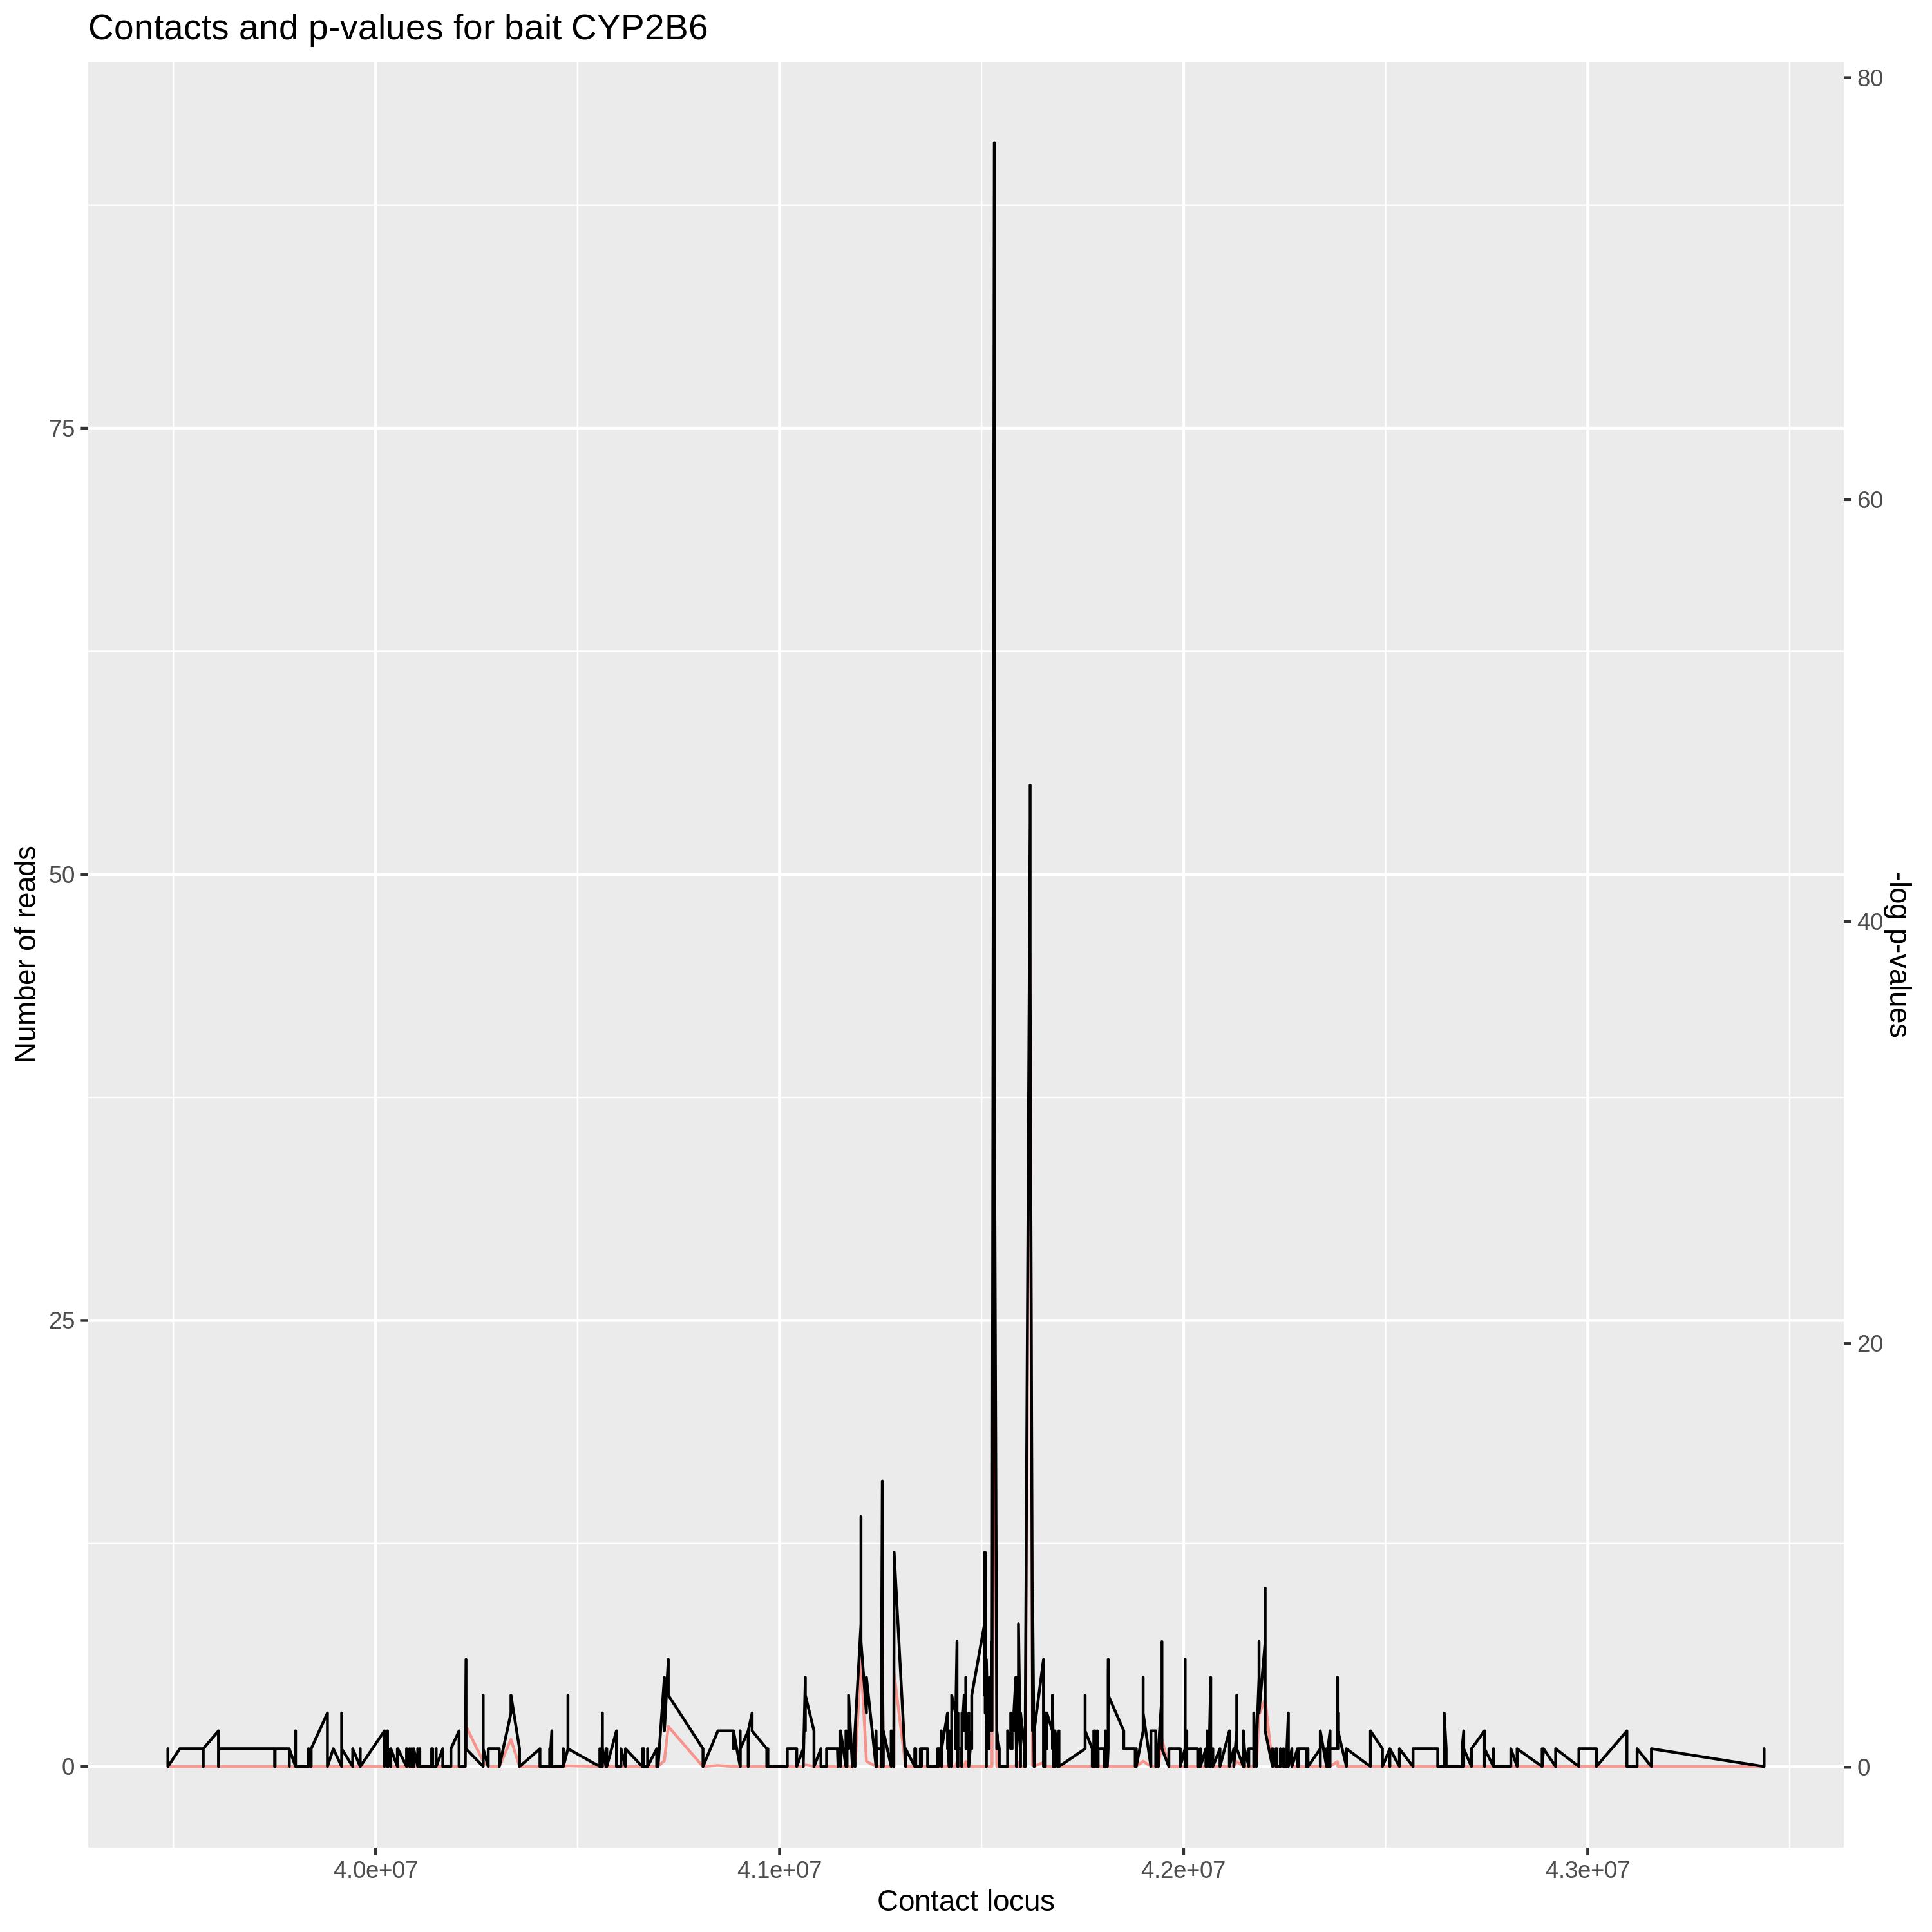 Contacts and p-values for bait CYP2B6
80
75
60
50
40
25
20
0
0
Number of reads
-log p-values
4.0e+07
4.1e+07
4.2e+07
4.3e+07
Contact locus